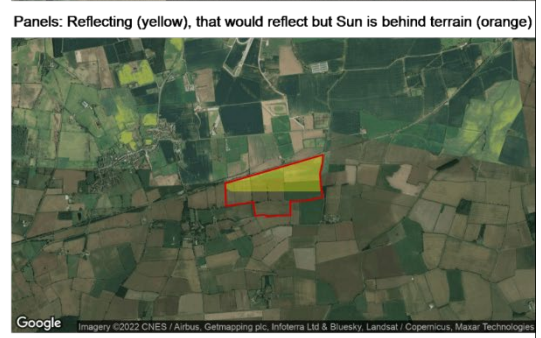 Panels: Reflecting (yellow), that would reflect but Sun is behind terrain (orange)
Google
Imagery ©2022 CNES / Airbus, Getmapping plc, Infoterra Ltd & Bluesky, Landsat / Copernicus, Maxar Technologies